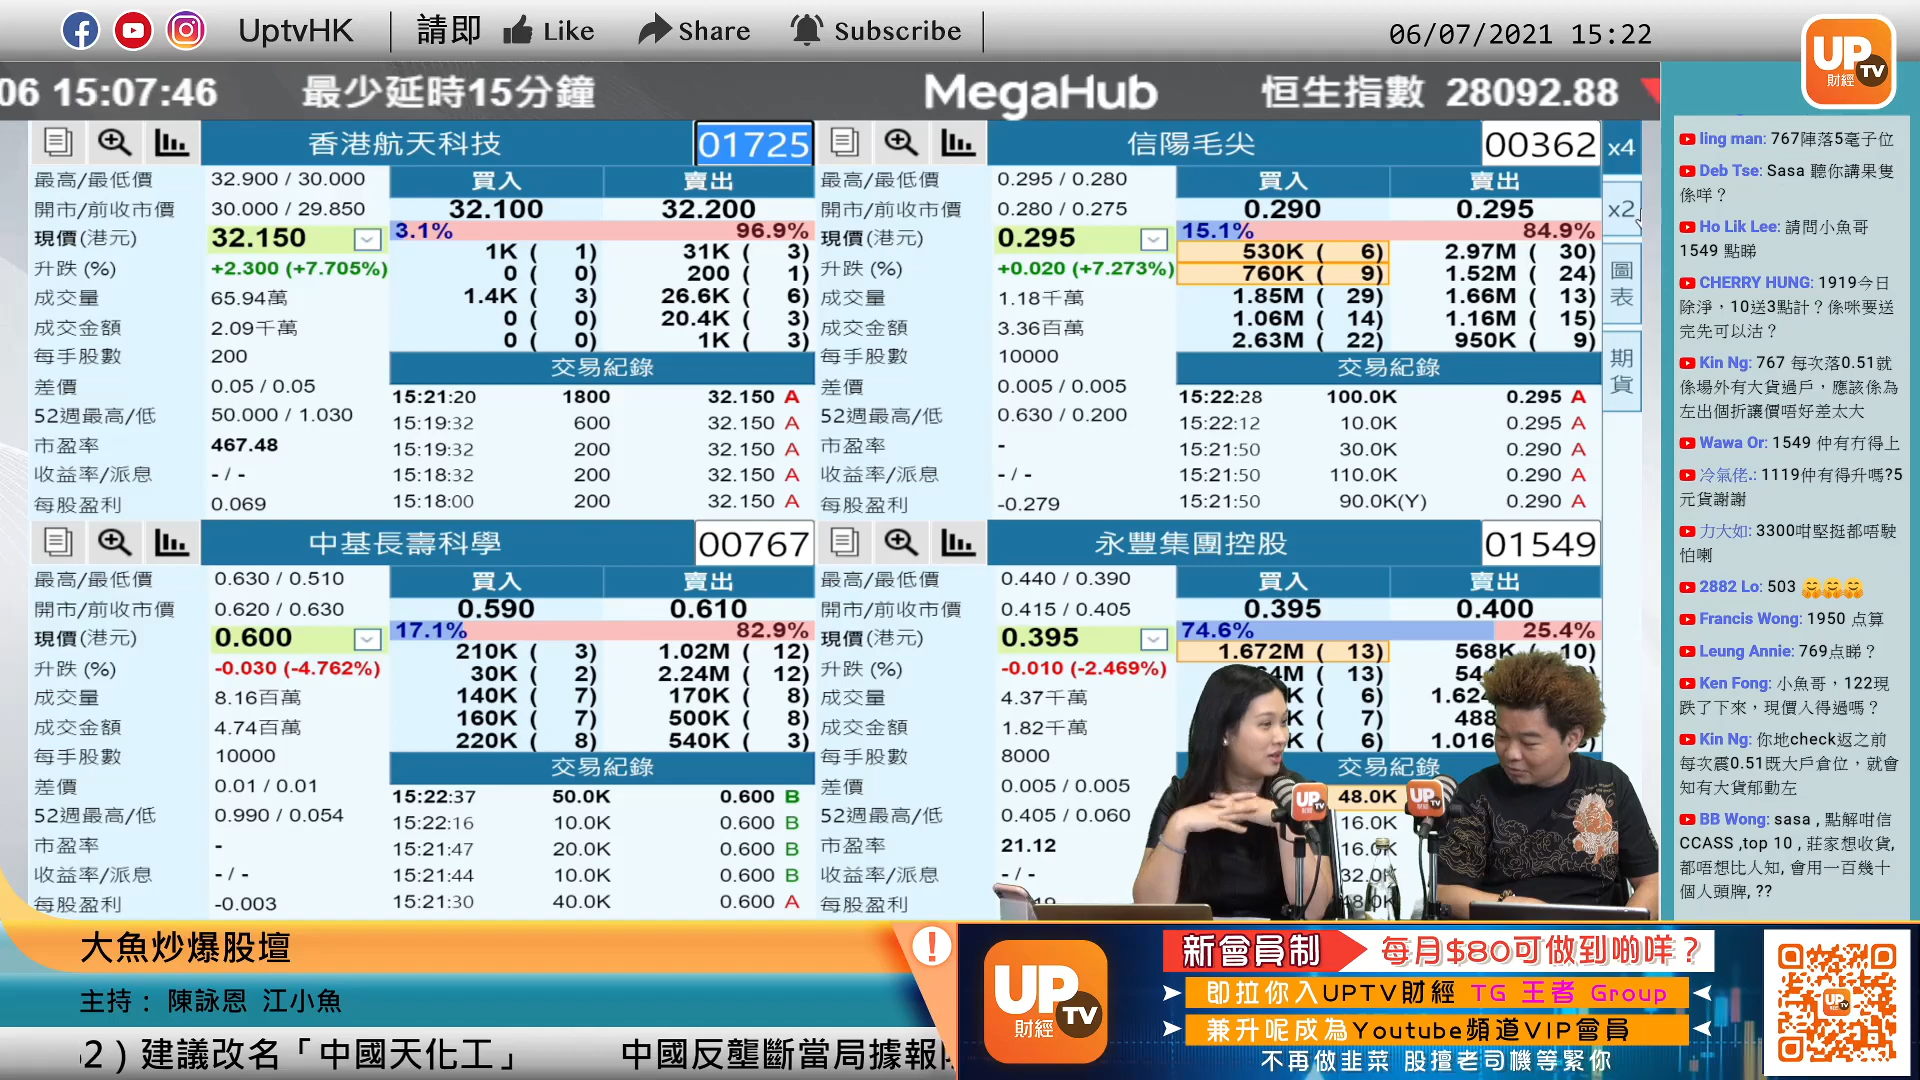 UptvHK
請即 Like Share Subscribe
06/07/2021 15:22
UP TV 財經
06 15:07:46 最少延時15分鐘 MegaHub 恒生指數 28092.88
香港航天科技 01725
最高/最低價 32.900 / 30.000
開市/前收市價 30.000 / 29.850
現價(港元) 32.150
升跌 (%) +2.300 (+7.705%)
成交量 65.94萬
成交金額 2.09千萬
每手股數 200
差價 0.05 / 0.05
52週最高/低 50.000 / 1.030
市盈率 467.48
收益率/派息 - / -
每股盈利 0.069
買入 賣出
32.100 32.200
3.1% 96.9%
1K ( 1) 31K ( 3)
0 ( 0) 200 ( 1)
1.4K ( 3) 26.6K ( 6)
0 ( 0) 20.4K ( 3)
0 ( 0) 1K ( 3)
交易紀錄
15:21:20 1800 32.150 A
15:19:32 600 32.150 A
15:19:32 200 32.150 A
15:18:32 200 32.150 A
15:18:00 200 32.150 A
信陽毛尖 00362
最高/最低價 0.295 / 0.280
開市/前收市價 0.280 / 0.275
現價(港元) 0.295
升跌 (%) +0.020 (+7.273%)
成交量 1.18千萬
成交金額 3.36百萬
每手股數 10000
差價 0.005 / 0.005
52週最高/低 0.630 / 0.200
市盈率 -
收益率/派息 - / -
每股盈利 -0.279
買入 賣出
0.290 0.295
15.1% 84.9%
530K ( 6) 2.97M ( 30)
760K ( 9) 1.52M ( 24)
1.85M ( 29) 1.66M ( 13)
1.06M ( 14) 1.16M ( 15)
2.63M ( 22) 950K ( 9)
交易紀錄
15:22:28 100.0K 0.295 A
15:22:12 10.0K 0.295 A
15:21:50 30.0K 0.290 A
15:21:50 110.0K 0.290 A
15:21:50 90.0K(Y) 0.290 A
x4
x2
圖表
期貨
中基長壽科學 00767
最高/最低價 0.630 / 0.510
開市/前收市價 0.620 / 0.630
現價(港元) 0.600
升跌 (%) -0.030 (-4.762%)
成交量 8.16百萬
成交金額 4.74百萬
每手股數 10000
差價 0.01 / 0.01
52週最高/低 0.990 / 0.054
市盈率 -
收益率/派息 - / -
每股盈利 -0.003
買入 賣出
0.590 0.610
17.1% 82.9%
210K ( 3) 1.02M ( 12)
30K ( 2) 2.24M ( 12)
140K ( 7) 170K ( 8)
160K ( 7) 500K ( 8)
220K ( 8) 540K ( 3)
交易紀錄
15:22:37 50.0K 0.600 B
15:22:16 10.0K 0.600 B
15:21:47 20.0K 0.600 B
15:21:44 10.0K 0.600 B
15:21:30 40.0K 0.600 A
永豐集團控股 01549
最高/最低價 0.440 / 0.390
開市/前收市價 0.415 / 0.405
現價(港元) 0.395
升跌 (%) -0.010 (-2.469%)
成交量 4.37千萬
成交金額 1.82千萬
每手股數 8000
差價 0.005 / 0.005
52週最高/低 0.405 / 0.060
市盈率 21.12
收益率/派息 - / -
每股盈利
買入 賣出
0.395 0.400
74.6% 25.4%
1.672M ( 13) 568K ( 10)
4M ( 13) 54
K ( 6) 1.624
K ( 7) 488
K ( 6) 1.016
交易紀錄
48.0K
16.0K
16.0K
32.0K
48.0K
ling man: 767陣落5毫子位
Deb Tse: Sasa 聽你講果隻
係咩？
Ho Lik Lee: 請問小魚哥
1549 點睇
CHERRY HUNG: 1919今日
除淨，10送3點計？係咪要送
完先可以沽？
Kin Ng: 767 每次落0.51就
係場外有大貨過戶，應該係為
左出個折讓價唔好差太大
Wawa Or: 1549 仲有冇得上
冷氣佬.: 1119仲有得升嗎?5
元貨謝謝
力大如: 3300咁堅挺都唔駛
怕喇
2882 Lo: 503 🤗🤗🤗
Francis Wong: 1950 点算
Leung Annie: 769点睇？
Ken Fong: 小魚哥，122現
跌了下來，現價入得過嗎？
Kin Ng: 你地check返之前
每次震0.51既大戶倉位，就會
知有大貨郁動左
BB Wong: sasa , 點解咁信
CCASS ,top 10 , 莊家想收貨,
都唔想比人知, 會用一百幾十
個人頭牌, ??
UP TV
UP TV
大魚炒爆股壇
主持： 陳詠恩 江小魚
62）建議改名「中國天化工」 中國反壟斷當局據報
!
UP TV 財經
新會員制 每月$80可做到啲咩？
即拉你入UPTV財經 TG 王者 Group
兼升呢成為Youtube頻道VIP會員
不再做韭菜 股壇老司機等緊你
UP TV